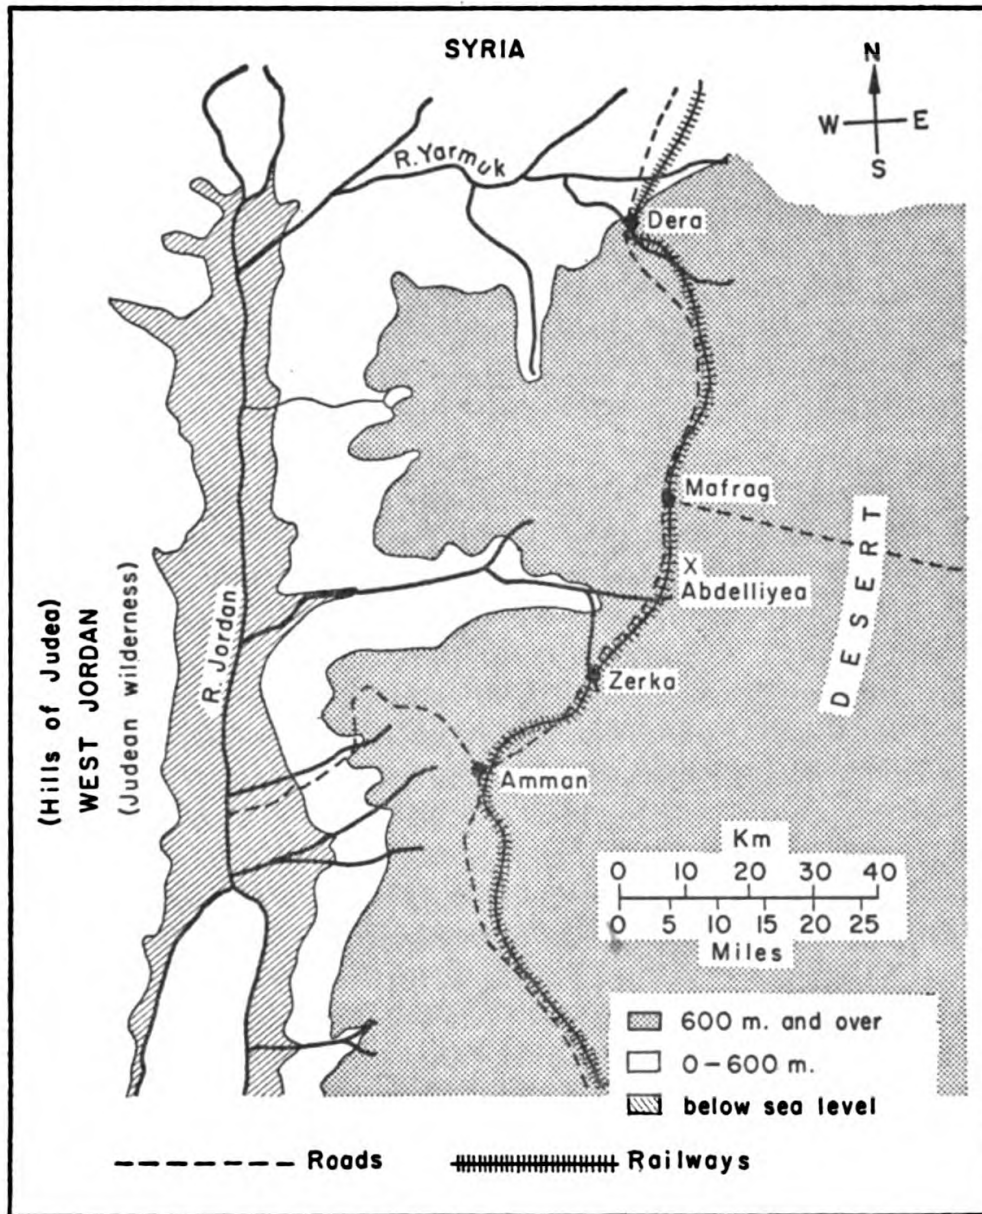 SYRIA
N
W E
S
R. Yarmuk
Dera
Mafrag
X
Abdelliyea
DESERT
R. Jordan
(Hills of Judea)
WEST JORDAN
(Judean wilderness)
Zerka
Amman
Km
0 10 20 30 40
0 5 10 15 20 25
Miles
600 m. and over
0-600 m.
below sea level
Roads
Railways